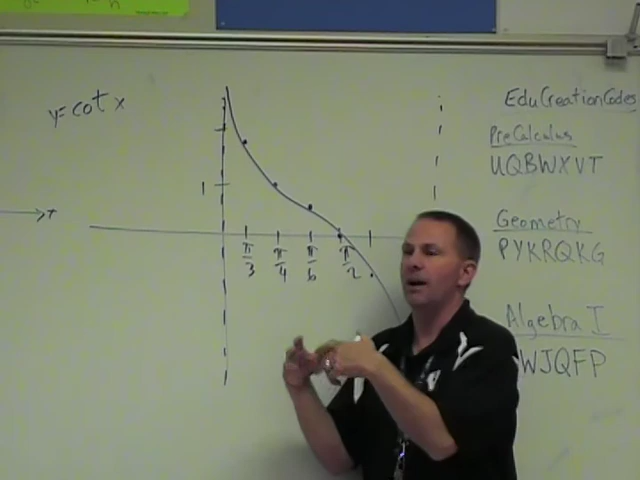 y=cot x
1
π/3 π/4 π/6 π/2
EduCreationCodes
PreCalculus
UQBWXVT
Geometry
PYKRQKG
Algebra I
WJQFP